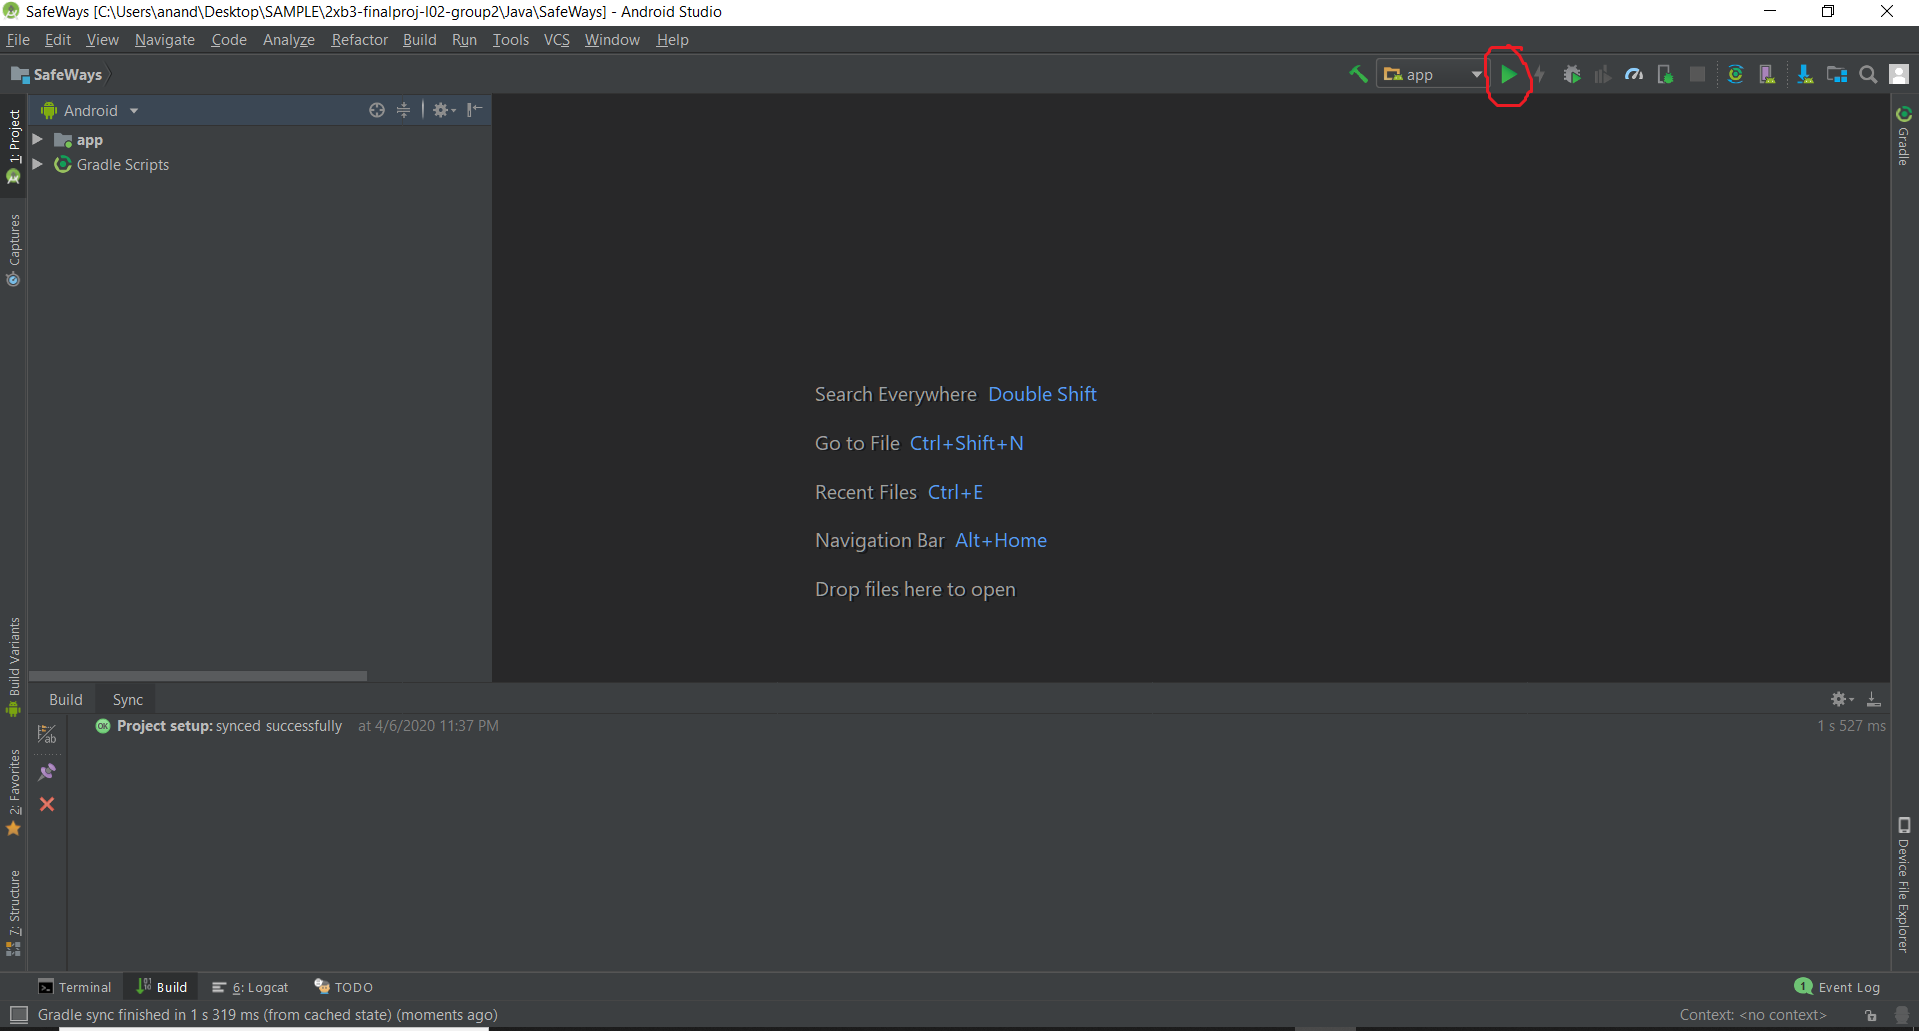 SafeWays [C:\Users\anand\Desktop\SAMPLE\2xb3-finalproj-l02-group2\Java\SafeWays] - Android Studio
File Edit View Navigate Code Analyze Refactor Build Run Tools VCS Window Help
SafeWays
app
Android
app
Gradle Scripts
1: Project
Captures
Build Variants
2: Favorites
7: Structure
Gradle
Device File Explorer
Search Everywhere Double Shift
Go to File Ctrl+Shift+N
Recent Files Ctrl+E
Navigation Bar Alt+Home
Drop files here to open
Build Sync
OK Project setup: synced successfully at 4/6/2020 11:37 PM 1 s 527 ms
Terminal Build 6: Logcat TODO 1 Event Log
Gradle sync finished in 1 s 319 ms (from cached state) (moments ago) Context: <no context>